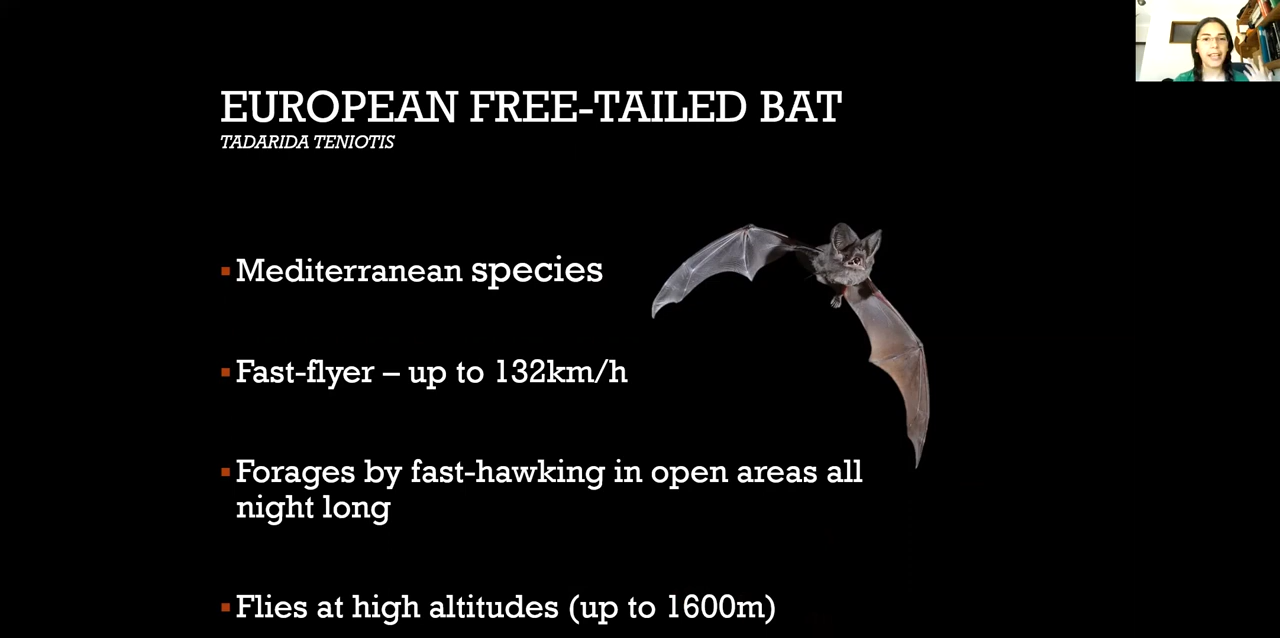 EUROPEAN FREE-TAILED BAT
TADARIDA TENIOTIS
▪ Mediterranean species
▪ Fast-flyer – up to 132km/h
▪ Forages by fast-hawking in open areas all
night long
▪ Flies at high altitudes (up to 1600m)